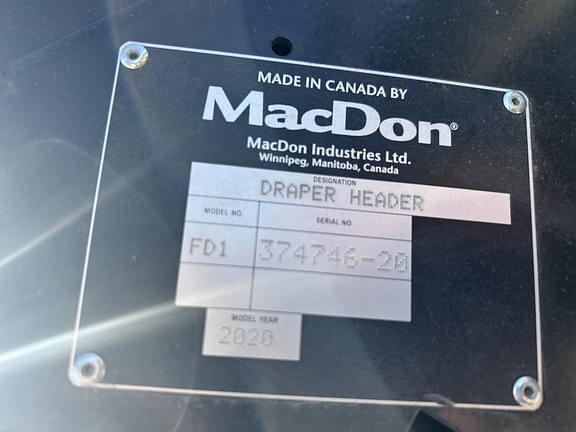 MADE IN CANADA BY
MacDon®
MacDon Industries Ltd.
Winnipeg, Manitoba, Canada
DESIGNATION
DRAPER HEADER
MODEL NO. SERIAL NO.
FD1 374746-20
MODEL YEAR
2020